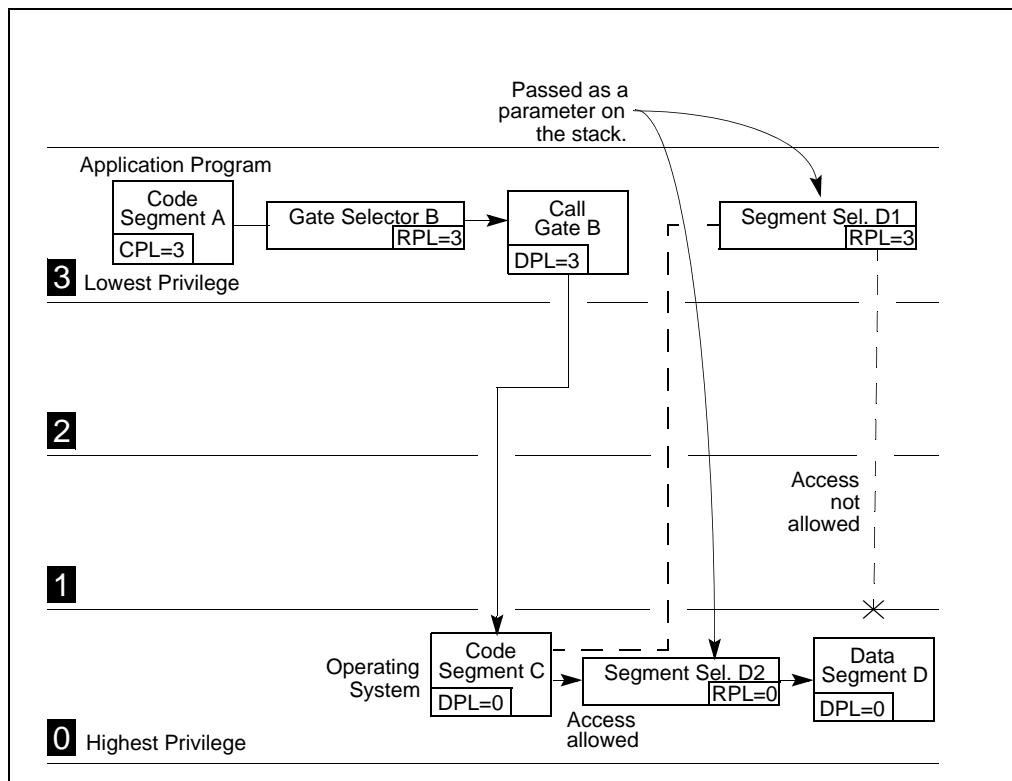 Passed as a
parameter on
the stack.
Application Program
Code
Segment A
CPL=3
Gate Selector B
RPL=3
Call
Gate B
DPL=3
Segment Sel. D1
RPL=3
3
Lowest Privilege
2
Access
not
allowed
1
Operating
System
Code
Segment C
DPL=0
Segment Sel. D2
RPL=0
Access
allowed
Data
Segment D
DPL=0
0
Highest Privilege